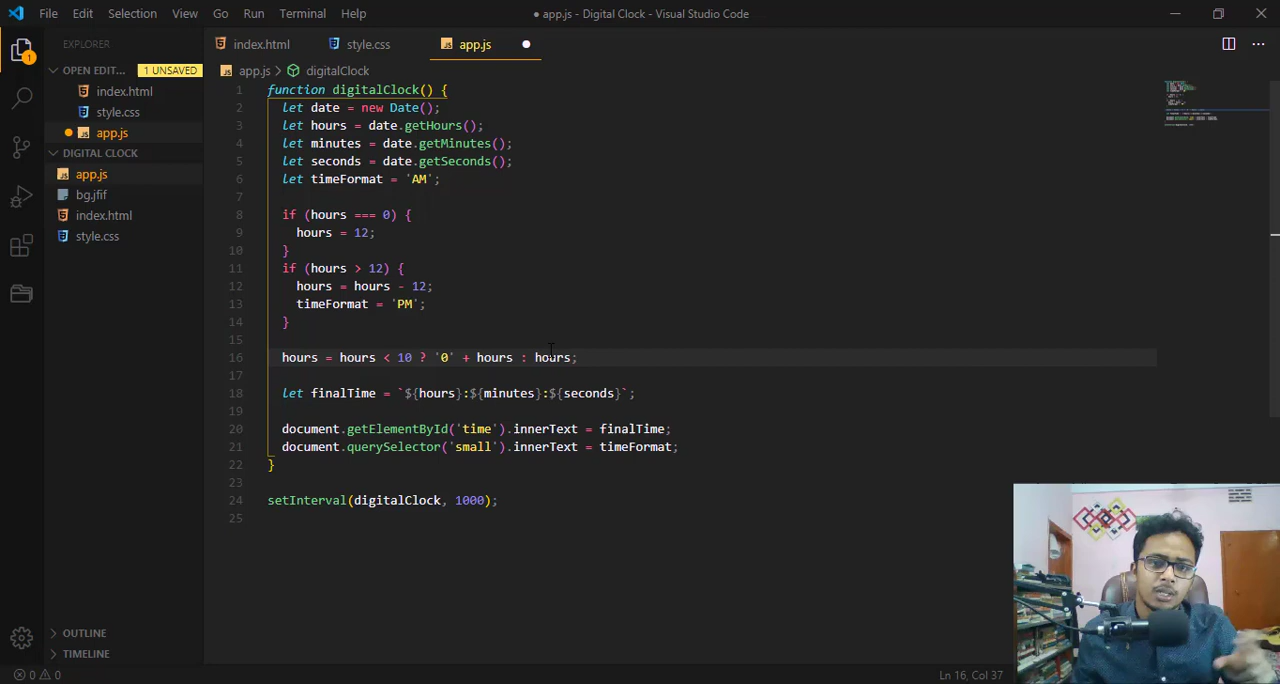 File Edit Selection View Go Run Terminal Help
● app.js - Digital Clock - Visual Studio Code
EXPLORER
OPEN EDIT... 1 UNSAVED
index.html
style.css
app.js
DIGITAL CLOCK
app.js
bg.jfif
index.html
style.css
OUTLINE
TIMELINE
1
index.html style.css app.js
app.js > digitalClock
1 function digitalClock() {
2 let date = new Date();
3 let hours = date.getHours();
4 let minutes = date.getMinutes();
5 let seconds = date.getSeconds();
6 let timeFormat = 'AM';
7
8 if (hours === 0) {
9 hours = 12;
10 }
11 if (hours > 12) {
12 hours = hours - 12;
13 timeFormat = 'PM';
14 }
15
16 hours = hours < 10 ? '0' + hours : hours;
17
18 let finalTime = `${hours}:${minutes}:${seconds}`;
19
20 document.getElementById('time').innerText = finalTime;
21 document.querySelector('small').innerText = timeFormat;
22 }
23
24 setInterval(digitalClock, 1000);
25
0 0
Ln 16, Col 37